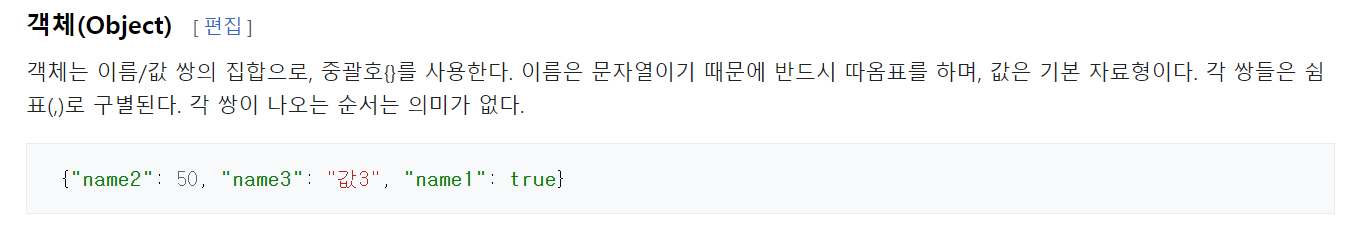 객체(Object) [ 편집 ]
객체는 이름/값 쌍의 집합으로, 중괄호{}를 사용한다. 이름은 문자열이기 때문에 반드시 따옴표를 하며, 값은 기본 자료형이다. 각 쌍들은 쉼
표(,)로 구별된다. 각 쌍이 나오는 순서는 의미가 없다.
{"name2": 50, "name3": "값3", "name1": true}